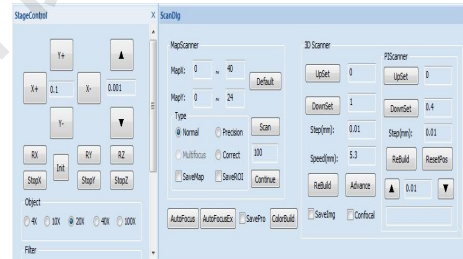 StageControl X
Y+ ▲
X+ 0.1 X- 0.001
Y- ▼
RX Init RY RZ
StopX StopY StopZ
Object
4X 10X 20X 40X 100X
Filter
ScanDlg
MapScanner
MapX: 0 ~ 40
Default
MapY: 0 ~ 24
Type
Normal Precision Scan
Multifocus Correct 100
SaveMap SaveROI Continue
AutoFocus AutoFocusEx SavePro ColorBuild
3D Scanner
UpSet 0
DownSet 1
Step(mm): 0.01
Speed(mm): 5.3
ReBuild Advance
SaveImg Confocal
PIScanner
UpSet 0
DownSet 0.4
Step(mm): 0.01
ReBuild ResetPos
▲ 0.01 ▼